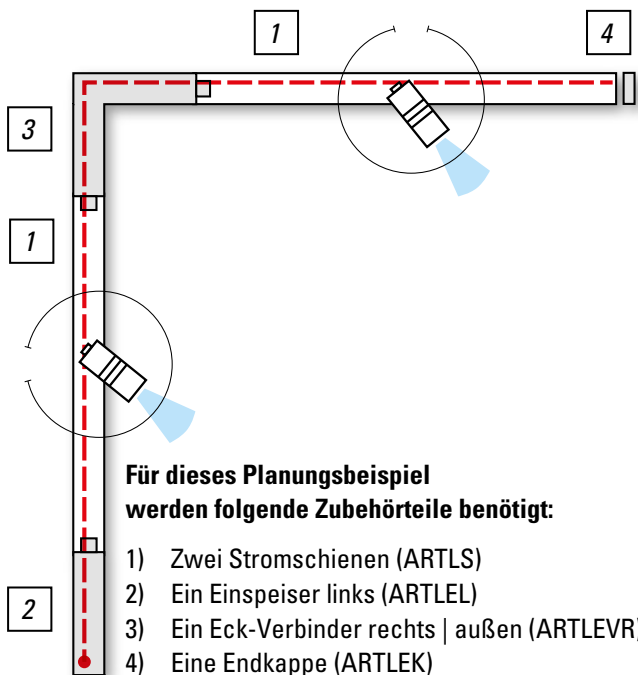 1
4
3
1
Für dieses Planungsbeispiel
werden folgende Zubehörteile benötigt:
1) Zwei Stromschienen (ARTLS)
2) Ein Einspeiser links (ARTLEL)
2
3) Ein Eck-Verbinder rechts | außen (ARTLEVR)
4) Eine Endkappe (ARTLEK)